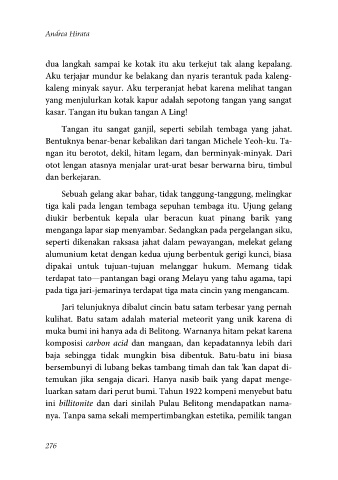 Andrea Hirata
dua langkah sampai ke kotak itu aku terkejut tak alang kepalang.
Aku terjajar mundur ke belakang dan nyaris terantuk pada kaleng-
kaleng minyak sayur. Aku terperanjat hebat karena melihat tangan
yang menjulurkan kotak kapur adalah sepotong tangan yang sangat
kasar. Tangan itu bukan tangan A Ling!
Tangan itu sangat ganjil, seperti sebilah tembaga yang jahat.
Bentuknya benar-benar kebalikan dari tangan Michele Yeoh-ku. Ta-
ngan itu berotot, dekil, hitam legam, dan berminyak-minyak. Dari
otot lengan atasnya menjalar urat-urat besar berwarna biru, timbul
dan berkejaran.
Sebuah gelang akar bahar, tidak tanggung-tanggung, melingkar
tiga kali pada lengan tembaga sepuhan tembaga itu. Ujung gelang
diukir berbentuk kepala ular beracun kuat pinang barik yang
menganga lapar siap menyambar. Sedangkan pada pergelangan siku,
seperti dikenakan raksasa jahat dalam pewayangan, melekat gelang
alumunium ketat dengan kedua ujung berbentuk gerigi kunci, biasa
dipakai untuk tujuan-tujuan melanggar hukum. Memang tidak
terdapat tato—pantangan bagi orang Melayu yang tahu agama, tapi
pada tiga jari-jemarinya terdapat tiga mata cincin yang mengancam.
Jari telunjuknya dibalut cincin batu satam terbesar yang pernah
kulihat. Batu satam adalah material meteorit yang unik karena di
muka bumi ini hanya ada di Belitong. Warnanya hitam pekat karena
komposisi carbon acid dan mangaan, dan kepadatannya lebih dari
baja sehingga tidak mungkin bisa dibentuk. Batu-batu ini biasa
bersembunyi di lubang bekas tambang timah dan tak 'kan dapat di-
temukan jika sengaja dicari. Hanya nasib baik yang dapat menge-
luarkan satam dari perut bumi. Tahun 1922 kompeni menyebut batu
ini billitonite dan dari sinilah Pulau Belitong mendapatkan nama-
nya. Tanpa sama sekali mempertimbangkan estetika, pemilik tangan
276